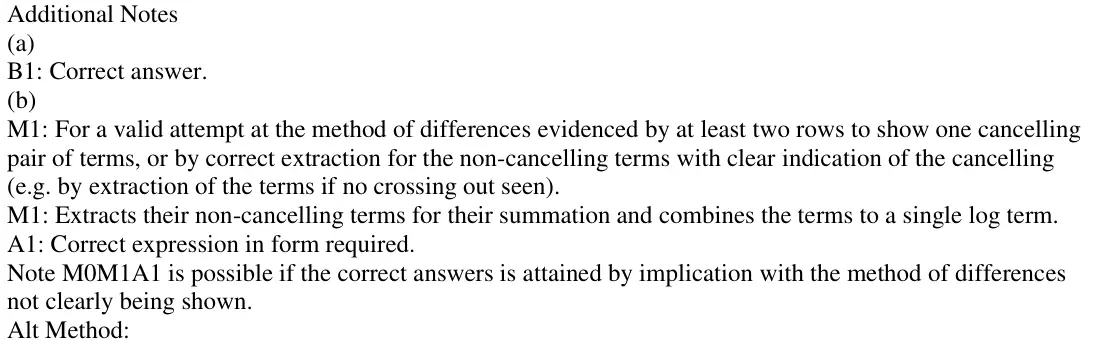 Additional Notes
(a)
B1: Correct answer.
(b)
M1: For a valid attempt at the method of differences evidenced by at least two rows to show one cancelling
pair of terms, or by correct extraction for the non-cancelling terms with clear indication of the cancelling
(e.g. by extraction of the terms if no crossing out seen).
M1: Extracts their non-cancelling terms for their summation and combines the terms to a single log term.
A1: Correct expression in form required.
Note M0M1A1 is possible if the correct answers is attained by implication with the method of differences
not clearly being shown.
Alt Method: